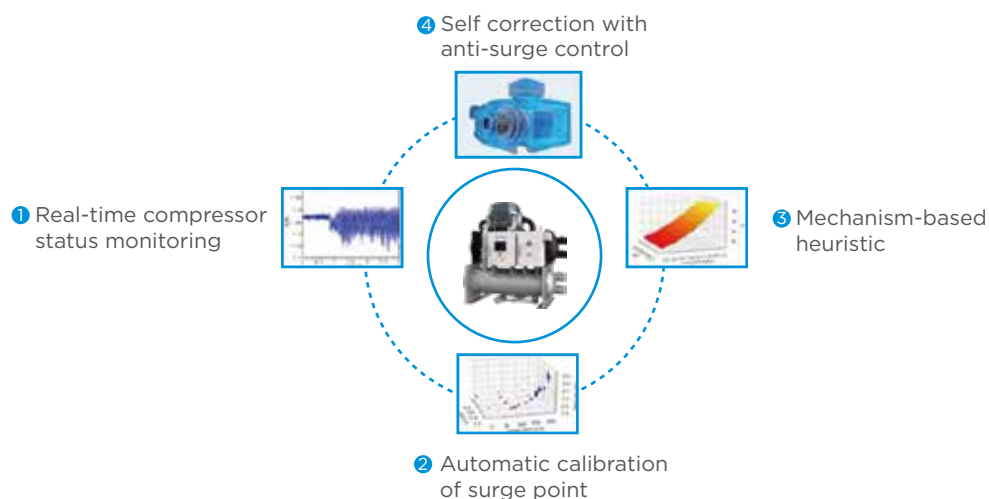 4 Self correction with
anti-surge control
1 Real-time compressor
status monitoring
3 Mechanism-based
heuristic
2 Automatic calibration
of surge point